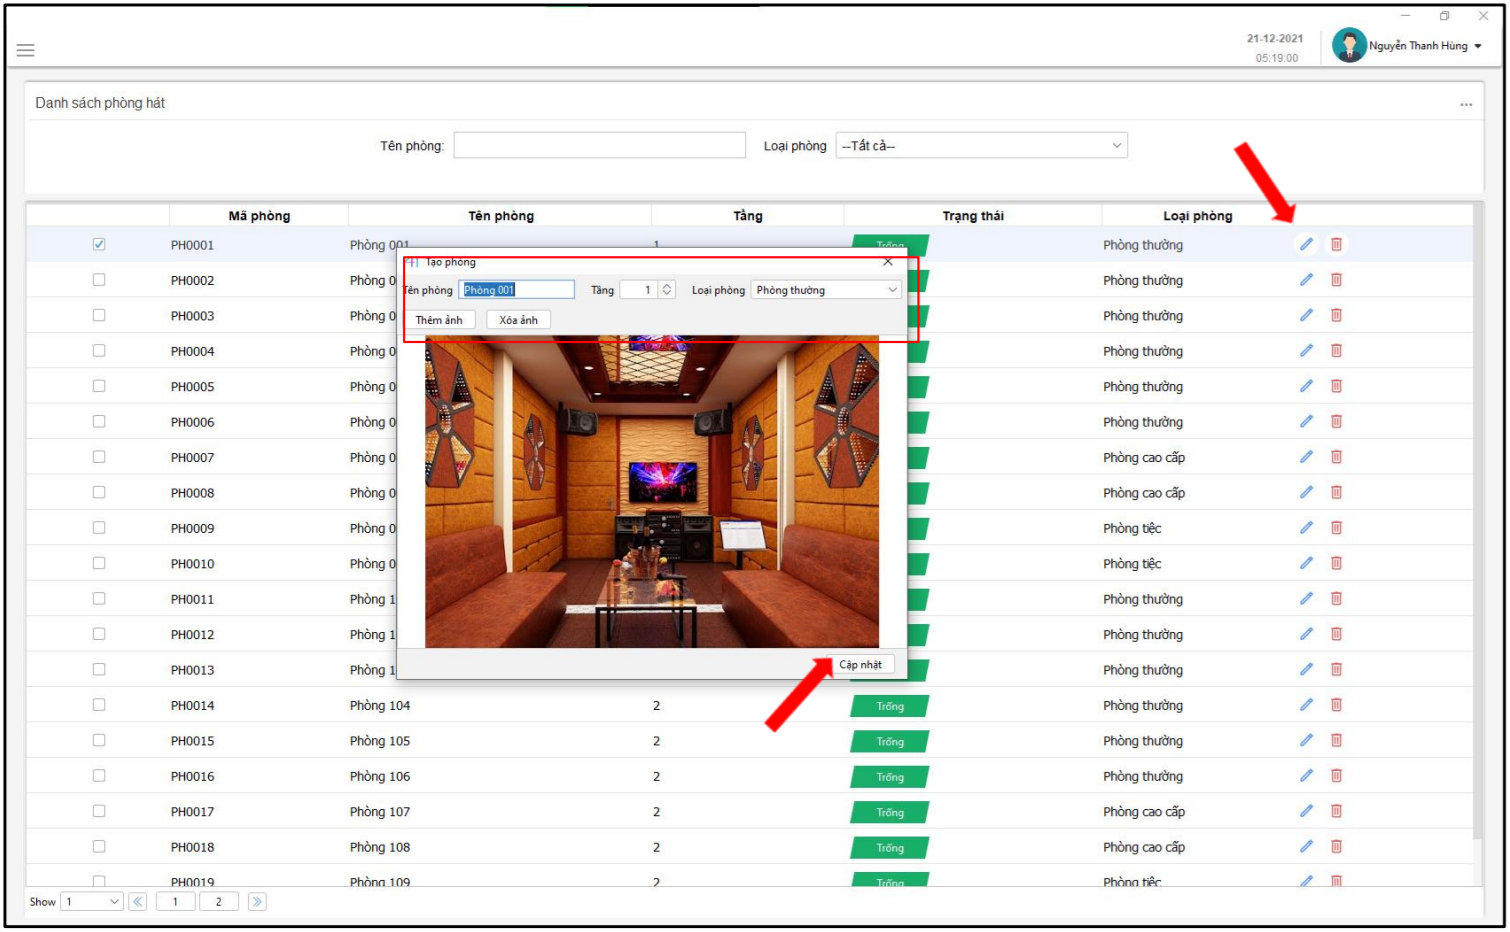 21-12-2021
05:19:00
Nguyễn Thanh Hùng
Danh sách phòng hát
Tên phòng:
Loại phòng --Tất cả--
Mã phòng Tên phòng Tầng Trạng thái Loại phòng
PH0001 Phòng 001 1 Trống Phòng thường
Tạo phòng
Tên phòng Phòng 001 Tầng 1 Loại phòng Phòng thường
Thêm ảnh Xóa ảnh
Cập nhật
PH0002 Phòng 0 Phòng thường
PH0003 Phòng 0 Phòng thường
PH0004 Phòng 0 Phòng thường
PH0005 Phòng 0 Phòng thường
PH0006 Phòng 0 Phòng thường
PH0007 Phòng 0 Phòng cao cấp
PH0008 Phòng 0 Phòng cao cấp
PH0009 Phòng 0 Phòng tiệc
PH0010 Phòng 0 Phòng tiệc
PH0011 Phòng 1 Phòng thường
PH0012 Phòng 1 Phòng thường
PH0013 Phòng 1 Phòng thường
PH0014 Phòng 104 2 Trống Phòng thường
PH0015 Phòng 105 2 Trống Phòng thường
PH0016 Phòng 106 2 Trống Phòng thường
PH0017 Phòng 107 2 Trống Phòng cao cấp
PH0018 Phòng 108 2 Trống Phòng cao cấp
PH0019 Phòng 109 2 Trống Phòng tiệc
Show 1 1 2